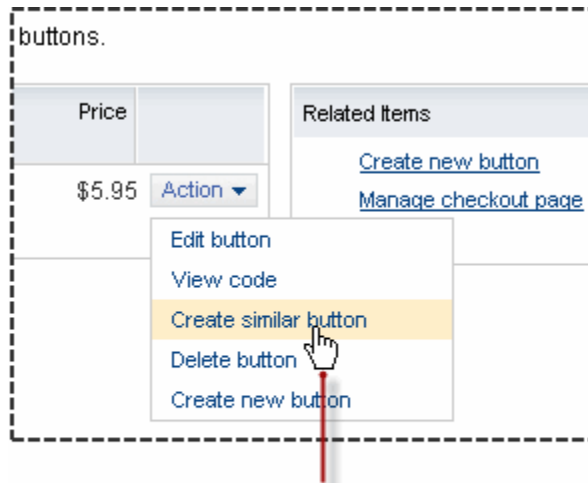 buttons.
Price
Related Items
$5.95 Action
Create new button
Manage checkout page
Edit button
View code
Create similar button
Delete button
Create new button